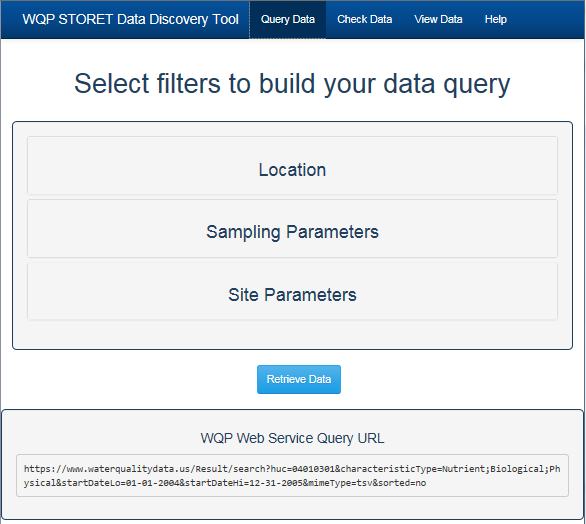 WQP STORET Data Discovery Tool Query Data Check Data View Data Help
Select filters to build your data query
Location
Sampling Parameters
Site Parameters
Retrieve Data
WQP Web Service Query URL
https://www.waterqualitydata.us/Result/search?huc=04010301&characteristicType=Nutrient;Biological;Ph
ysical&startDateLo=01-01-2004&startDateHi=12-31-2005&mimeType=tsv&sorted=no